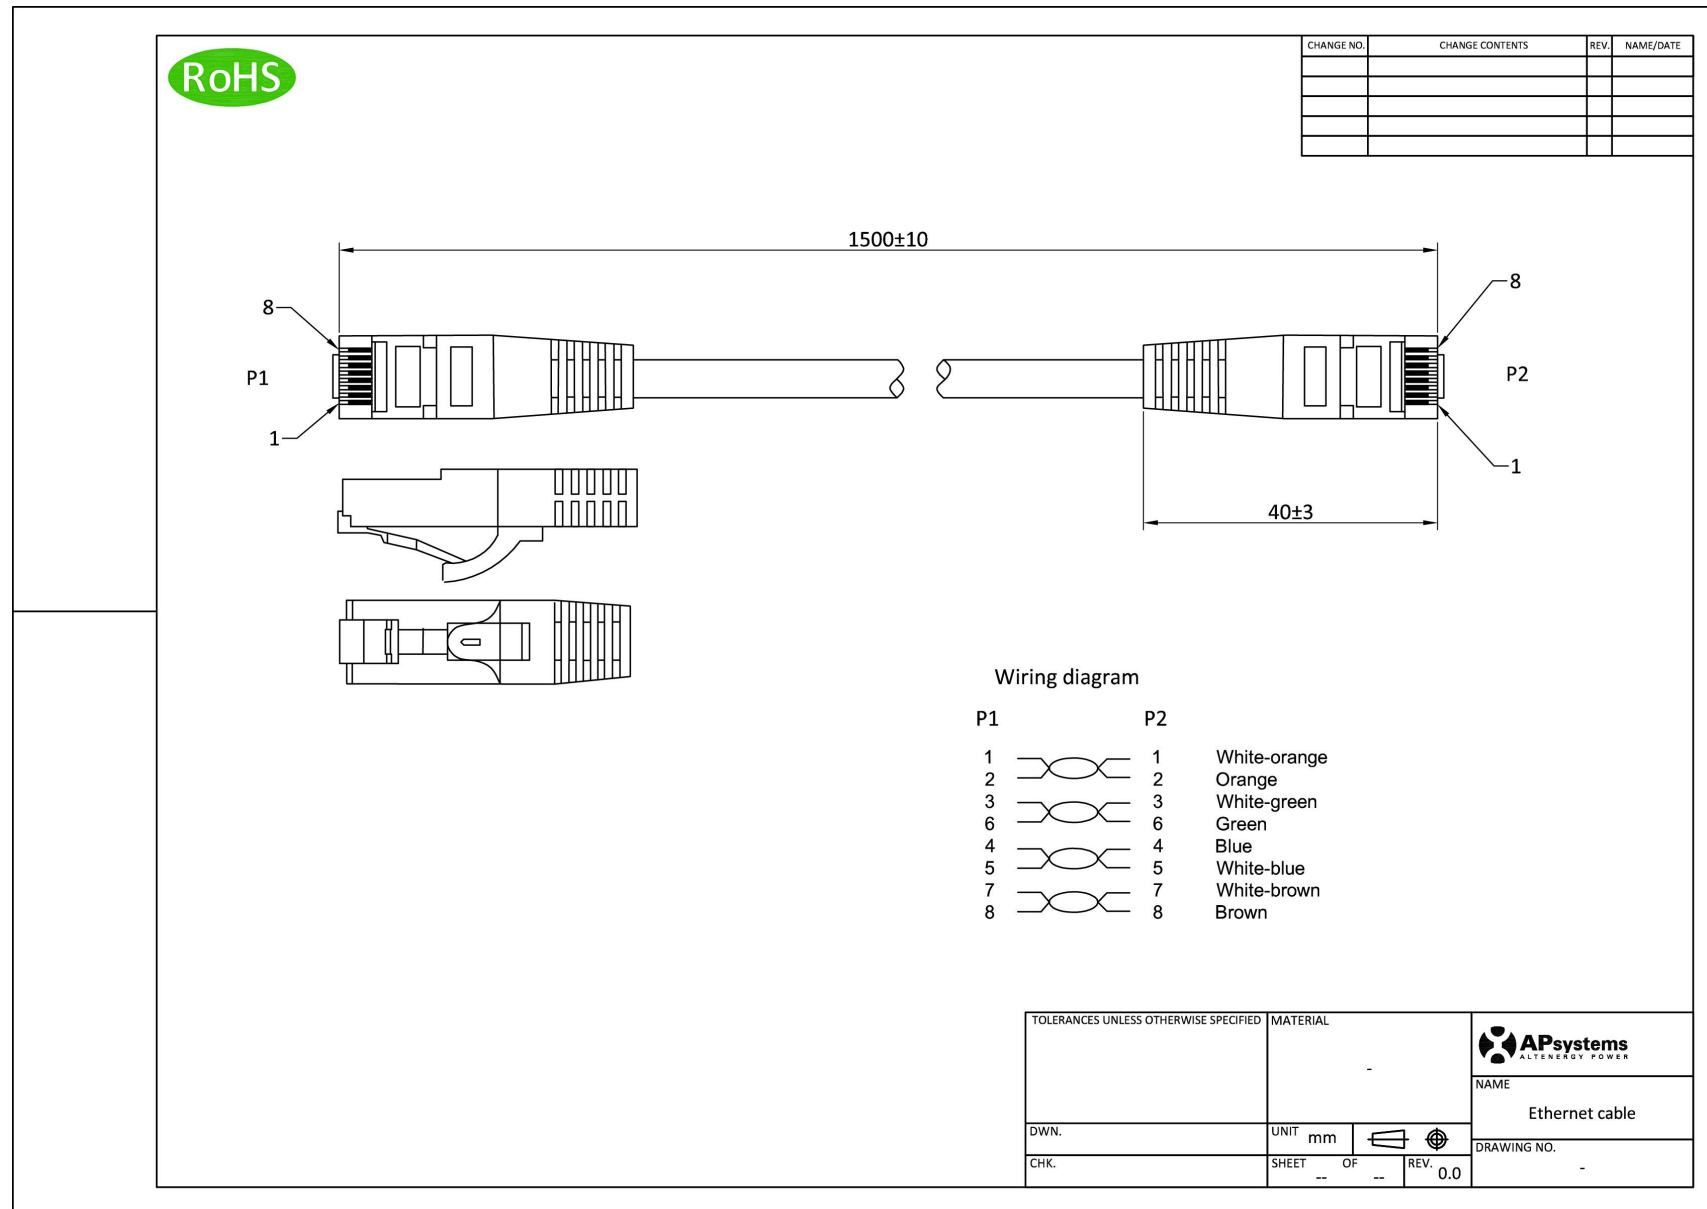 RoHS
CHANGE NO. CHANGE CONTENTS REV. NAME/DATE
1500±10
8 8
P1 P2
1 1
40±3
Wiring diagram
P1 P2
1 1 White-orange
2 2 Orange
3 3 White-green
6 6 Green
4 4 Blue
5 5 White-blue
7 7 White-brown
8 8 Brown
TOLERANCES UNLESS OTHERWISE SPECIFIED MATERIAL
-
APsystems
ALTENERGY POWER
NAME
Ethernet cable
DWN. UNIT mm
DRAWING NO.
-
CHK. SHEET -- OF -- REV. 0.0